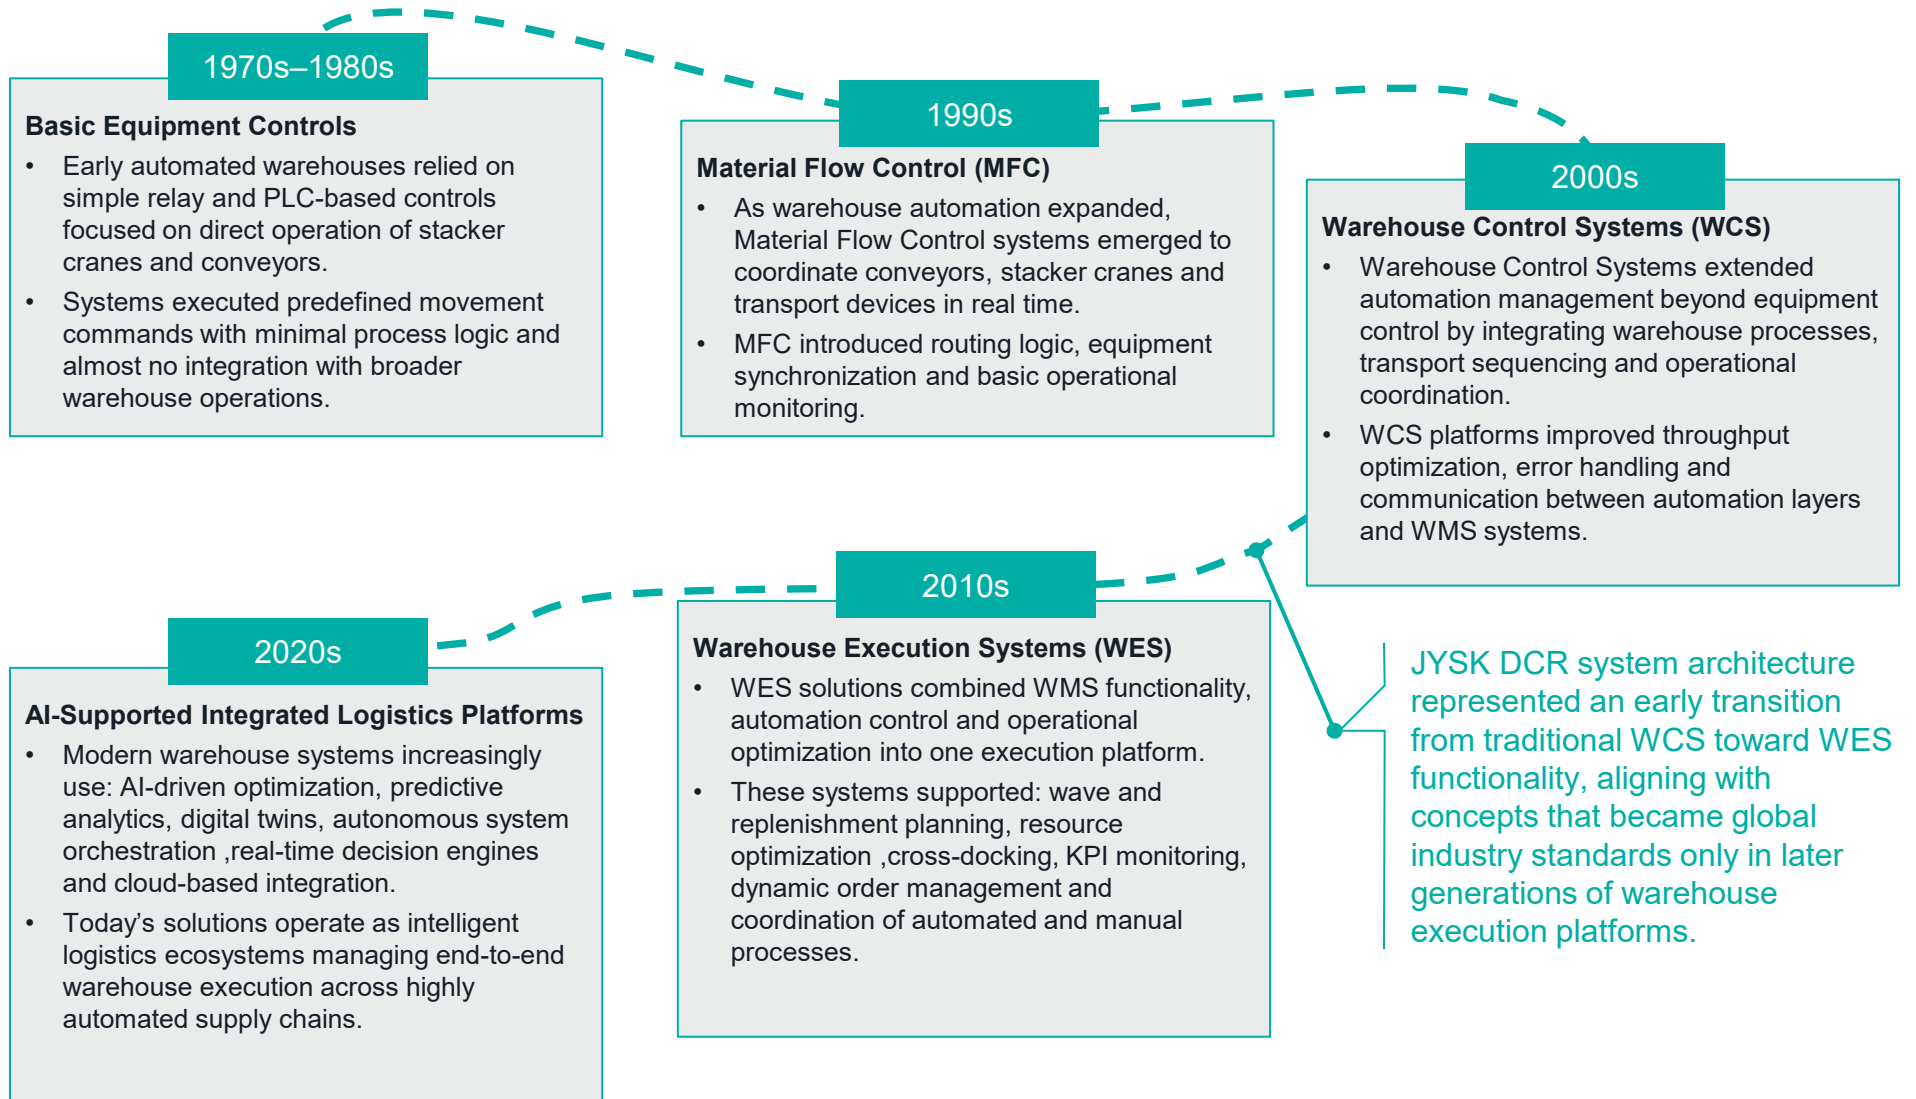 1970s–1980s
Basic Equipment Controls
• Early automated warehouses relied on
simple relay and PLC-based controls
focused on direct operation of stacker
cranes and conveyors.
• Systems executed predefined movement
commands with minimal process logic and
almost no integration with broader
warehouse operations.
1990s
Material Flow Control (MFC)
• As warehouse automation expanded,
Material Flow Control systems emerged to
coordinate conveyors, stacker cranes and
transport devices in real time.
• MFC introduced routing logic, equipment
synchronization and basic operational
monitoring.
2000s
Warehouse Control Systems (WCS)
• Warehouse Control Systems extended
automation management beyond equipment
control by integrating warehouse processes,
transport sequencing and operational
coordination.
• WCS platforms improved throughput
optimization, error handling and
communication between automation layers
and WMS systems.
2010s
Warehouse Execution Systems (WES)
• WES solutions combined WMS functionality,
automation control and operational
optimization into one execution platform.
• These systems supported: wave and
replenishment planning, resource
optimization ,cross-docking, KPI monitoring,
dynamic order management and
coordination of automated and manual
processes.
2020s
AI-Supported Integrated Logistics Platforms
• Modern warehouse systems increasingly
use: AI-driven optimization, predictive
analytics, digital twins, autonomous system
orchestration ,real-time decision engines
and cloud-based integration.
• Today’s solutions operate as intelligent
logistics ecosystems managing end-to-end
warehouse execution across highly
automated supply chains.
JYSK DCR system architecture
represented an early transition
from traditional WCS toward WES
functionality, aligning with
concepts that became global
industry standards only in later
generations of warehouse
execution platforms.